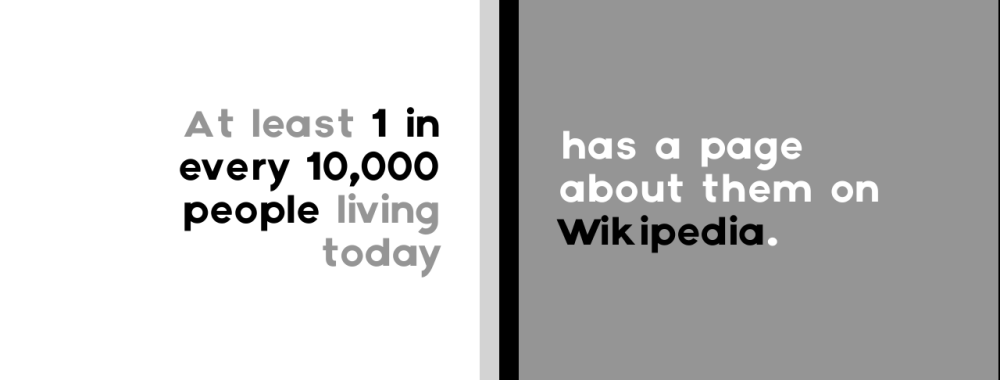 At least 1 in
every 10,000
people living
today
has a page
about them on
Wikipedia.